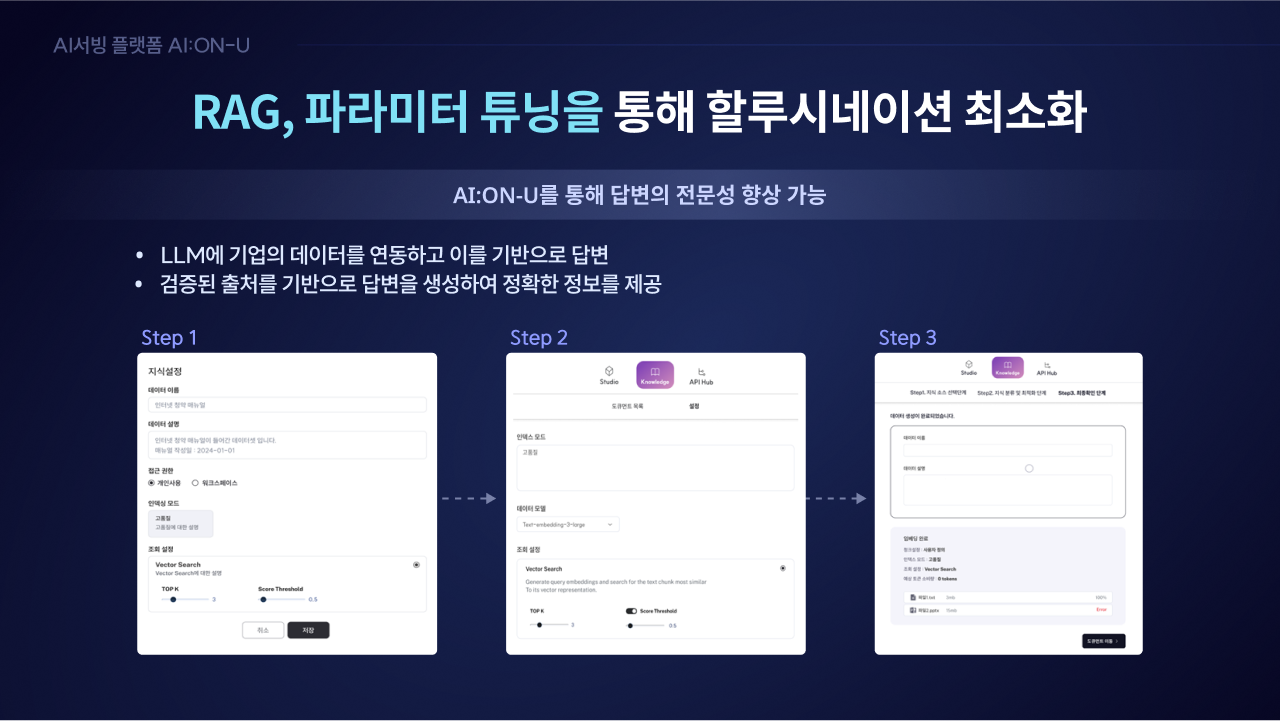 AI서빙 플랫폼 AI:ON-U
RAG, 파라미터 튜닝을 통해 할루시네이션 최소화
AI:ON-U를 통해 답변의 전문성 향상 가능
• LLM에 기업의 데이터를 연동하고 이를 기반으로 답변
• 검증된 출처를 기반으로 답변을 생성하여 정확한 정보를 제공
Step 1
지식설정
데이터 이름
인터넷 청약 매뉴얼
데이터 설명
인터넷 청약 매뉴얼이 들어간 데이터셋 입니다.
매뉴얼 작성일 : 2024-01-01
접근 권한
개인사용 워크스페이스
인덱싱 모드
고품질
고품질에 대한 설명
조회 설정
Vector Search
Vector Search에 대한 설명
TOP K Score Threshold
3 0.5
취소 저장
Step 2
Studio Knowledge API Hub
도큐먼트 목록 설정
인덱스 모드
고품질
데이터 모델
Text-embedding-3-large
조회 설정
Vector Search
Generate query embeddings and search for the text chunk most similar
To its vector representation.
TOP K Score Threshold
3 0.5
Step 3
Studio Knowledge API Hub
Step1. 지식 소스 선택단계 Step2. 지식 분류 및 최적화 단계 Step3. 최종확인 단계
데이터 생성이 완료되었습니다.
데이터 이름
데이터 설명
임베딩 완료
청크설정 : 사용자 정의
인덱스 모드 : 고품질
조회 설정 : Vector Search
예상 토큰 소비량 : 0 tokens
파일1.txt 100%
파일2.pptx Error
도큐먼트 이동 >